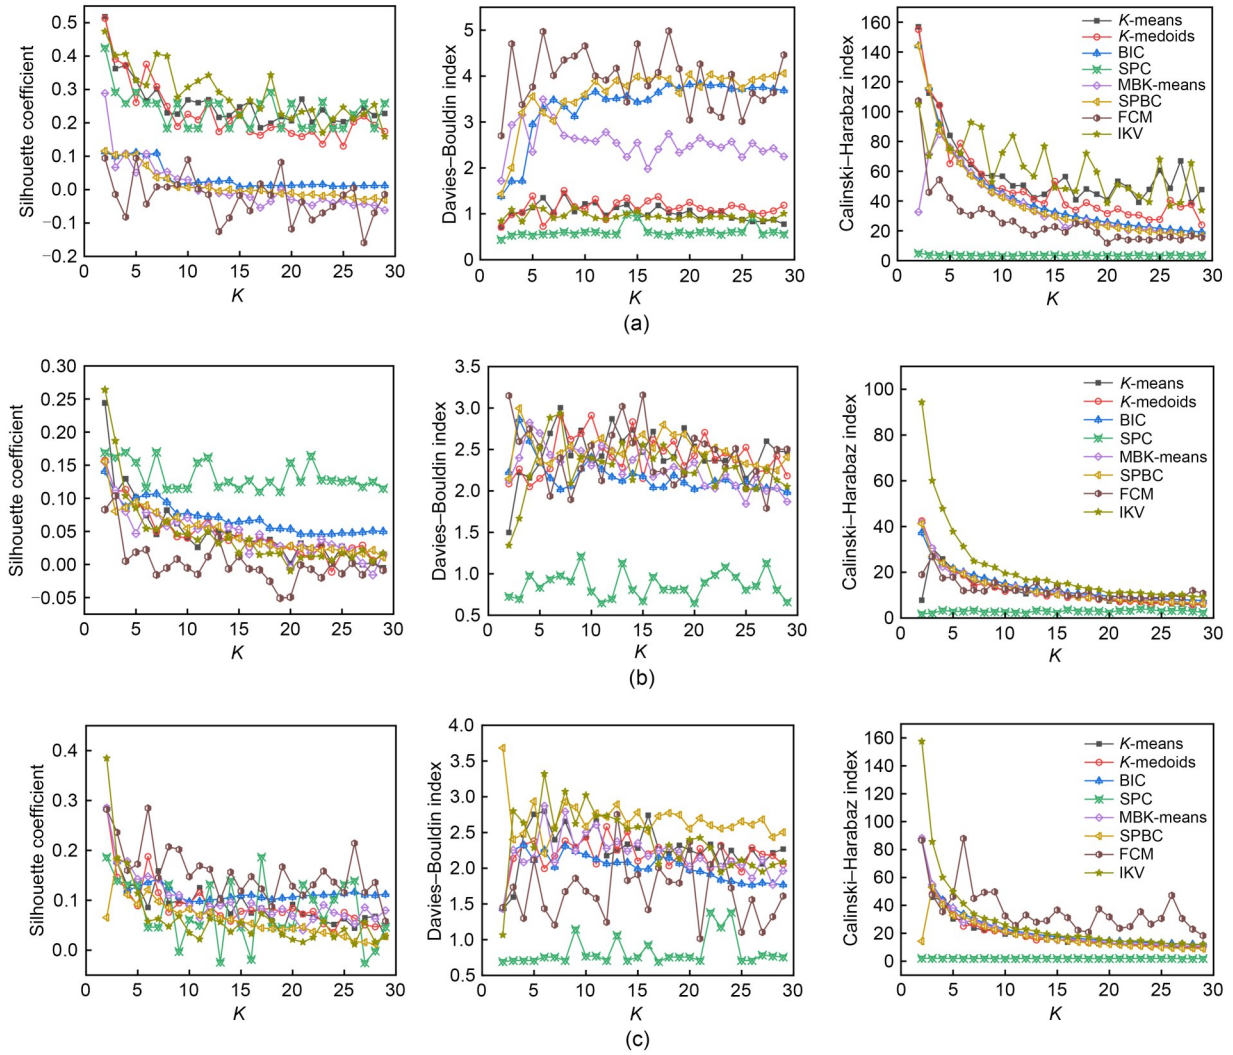 Silhouette coefficient
0.5
0.4
0.3
0.2
0.1
0.0
−0.1
−0.2
0 5 10 15 20 25 30
K
Davies–Bouldin index
5
4
3
2
1
0
0 5 10 15 20 25 30
K
Calinski–Harabaz index
160
140
120
100
80
60
40
20
0
0 5 10 15 20 25 30
K
K-means
K-medoids
BIC
SPC
MBK-means
SPBC
FCM
IKV
(a)
Silhouette coefficient
0.30
0.25
0.20
0.15
0.10
0.05
0.00
−0.05
0 5 10 15 20 25 30
K
Davies–Bouldin index
3.5
3.0
2.5
2.0
1.5
1.0
0.5
0 5 10 15 20 25 30
K
Calinski–Harabaz index
100
80
60
40
20
0
0 5 10 15 20 25 30
K
K-means
K-medoids
BIC
SPC
MBK-means
SPBC
FCM
IKV
(b)
Silhouette coefficient
0.4
0.3
0.2
0.1
0.0
0 5 10 15 20 25 30
K
Davies–Bouldin index
4.0
3.5
3.0
2.5
2.0
1.5
1.0
0.5
0 5 10 15 20 25 30
K
Calinski–Harabaz index
160
140
120
100
80
60
40
20
0
0 5 10 15 20 25 30
K
K-means
K-medoids
BIC
SPC
MBK-means
SPBC
FCM
IKV
(c)